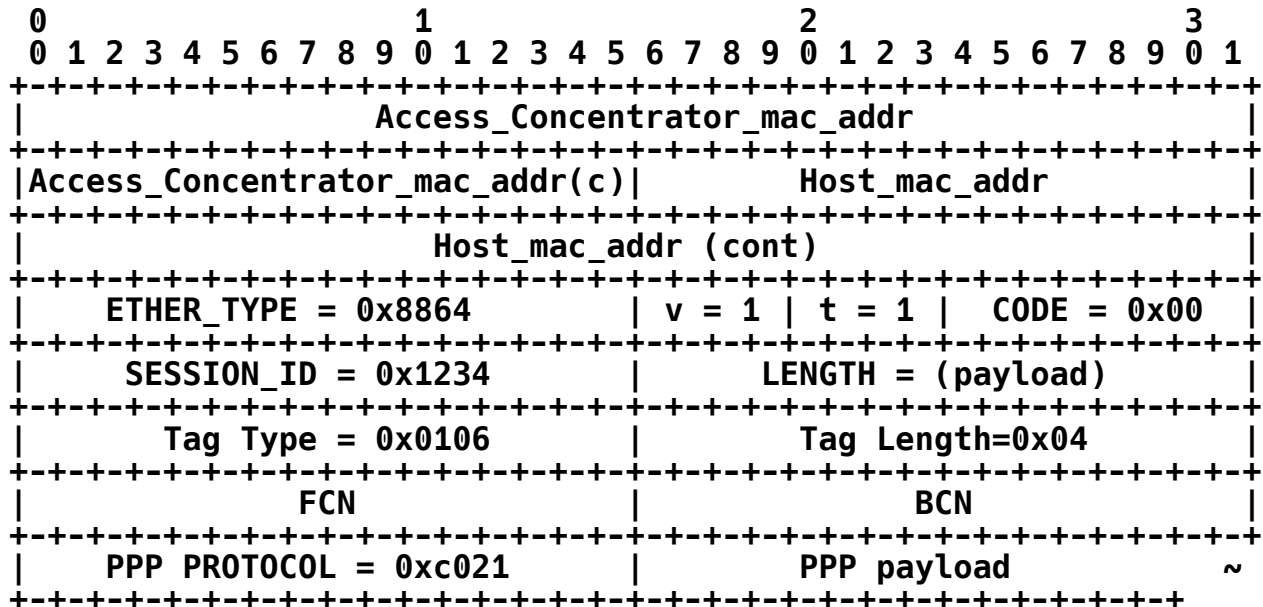 0                   1                   2                   3
 0 1 2 3 4 5 6 7 8 9 0 1 2 3 4 5 6 7 8 9 0 1 2 3 4 5 6 7 8 9 0 1
+-+-+-+-+-+-+-+-+-+-+-+-+-+-+-+-+-+-+-+-+-+-+-+-+-+-+-+-+-+-+-+-+
|                  Access_Concentrator_mac_addr                 |
+-+-+-+-+-+-+-+-+-+-+-+-+-+-+-+-+-+-+-+-+-+-+-+-+-+-+-+-+-+-+-+-+
|Access_Concentrator_mac_addr(c)|        Host_mac_addr          |
+-+-+-+-+-+-+-+-+-+-+-+-+-+-+-+-+-+-+-+-+-+-+-+-+-+-+-+-+-+-+-+-+
|                     Host_mac_addr (cont)                      |
+-+-+-+-+-+-+-+-+-+-+-+-+-+-+-+-+-+-+-+-+-+-+-+-+-+-+-+-+-+-+-+-+
|    ETHER_TYPE = 0x8864        | v = 1 | t = 1 |  CODE = 0x00  |
+-+-+-+-+-+-+-+-+-+-+-+-+-+-+-+-+-+-+-+-+-+-+-+-+-+-+-+-+-+-+-+-+
|     SESSION_ID = 0x1234       |      LENGTH = (payload)       |
+-+-+-+-+-+-+-+-+-+-+-+-+-+-+-+-+-+-+-+-+-+-+-+-+-+-+-+-+-+-+-+-+
|       Tag Type = 0x0106       |        Tag Length=0x04        |
+-+-+-+-+-+-+-+-+-+-+-+-+-+-+-+-+-+-+-+-+-+-+-+-+-+-+-+-+-+-+-+-+
|              FCN              |              BCN              |
+-+-+-+-+-+-+-+-+-+-+-+-+-+-+-+-+-+-+-+-+-+-+-+-+-+-+-+-+-+-+-+-+
|    PPP PROTOCOL = 0xc021      |        PPP payload           ~
+-+-+-+-+-+-+-+-+-+-+-+-+-+-+-+-+-+-+-+-+-+-+-+-+-+-+-+-+-+-+